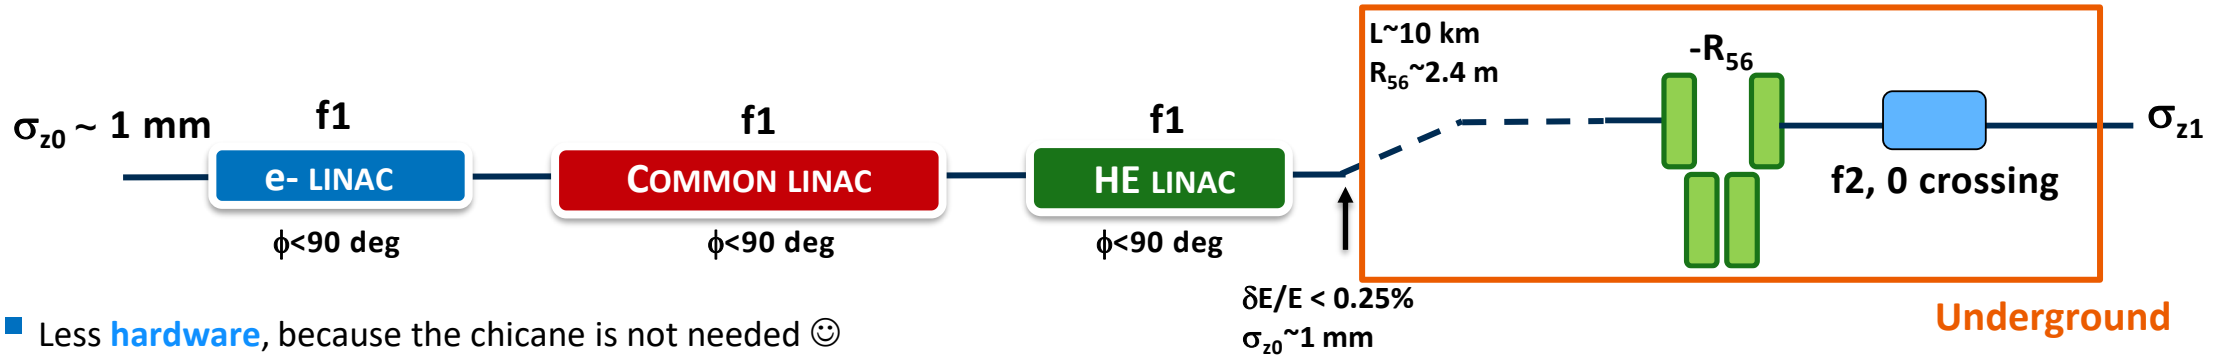 L~10 km
R56~2.4 m
-R56
σz0 ~ 1 mm
f1
f1
f1
σz1
e- LINAC
COMMON LINAC
HE LINAC
f2, 0 crossing
ϕ<90 deg
ϕ<90 deg
ϕ<90 deg
δE/E < 0.25%
σz0~1 mm
Underground
Less hardware, because the chicane is not needed ☺